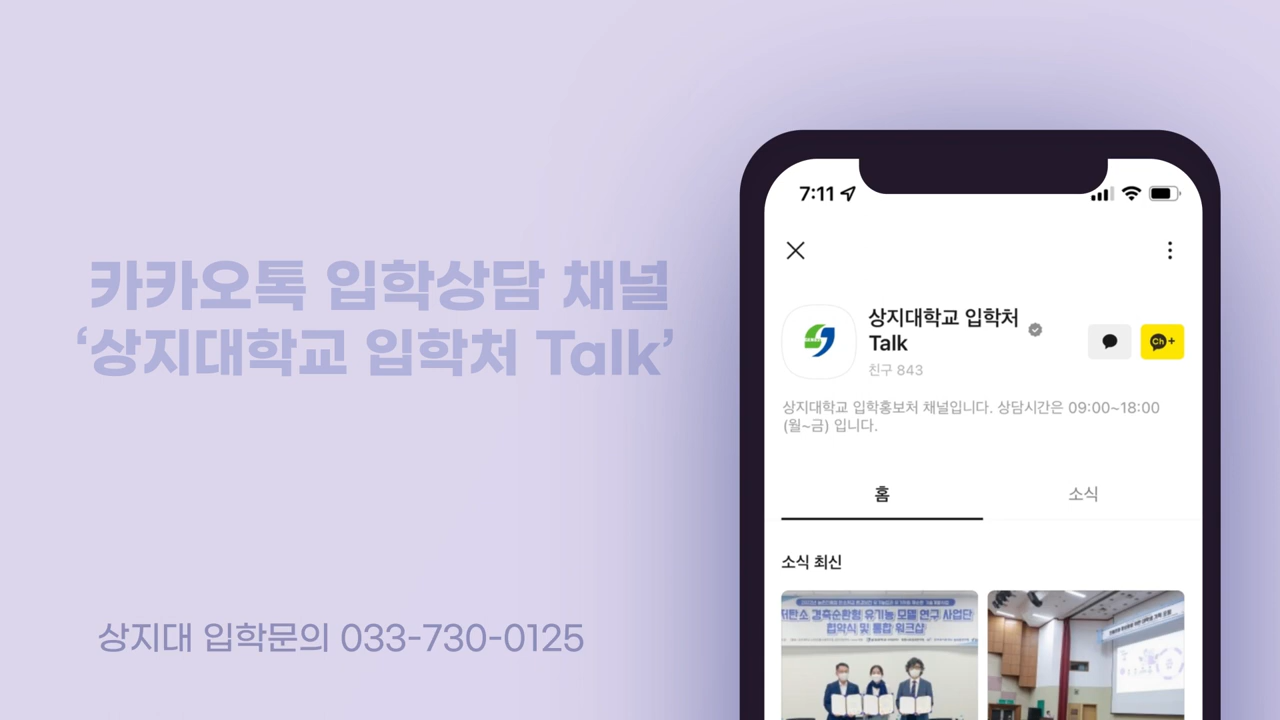 카카오톡 입학상담 채널
‘상지대학교 입학처 Talk’
상지대 입학문의 033-730-0125
7:11
상지대학교 입학처
Talk
친구 843
Ch+
상지대학교 입학홍보처 채널입니다. 상담시간은 09:00~18:00
(월~금) 입니다.
홈
소식
소식 최신
저탄소 경축순환형 유기농 모델 연구 사업단
협약식 및 통합 워크샵